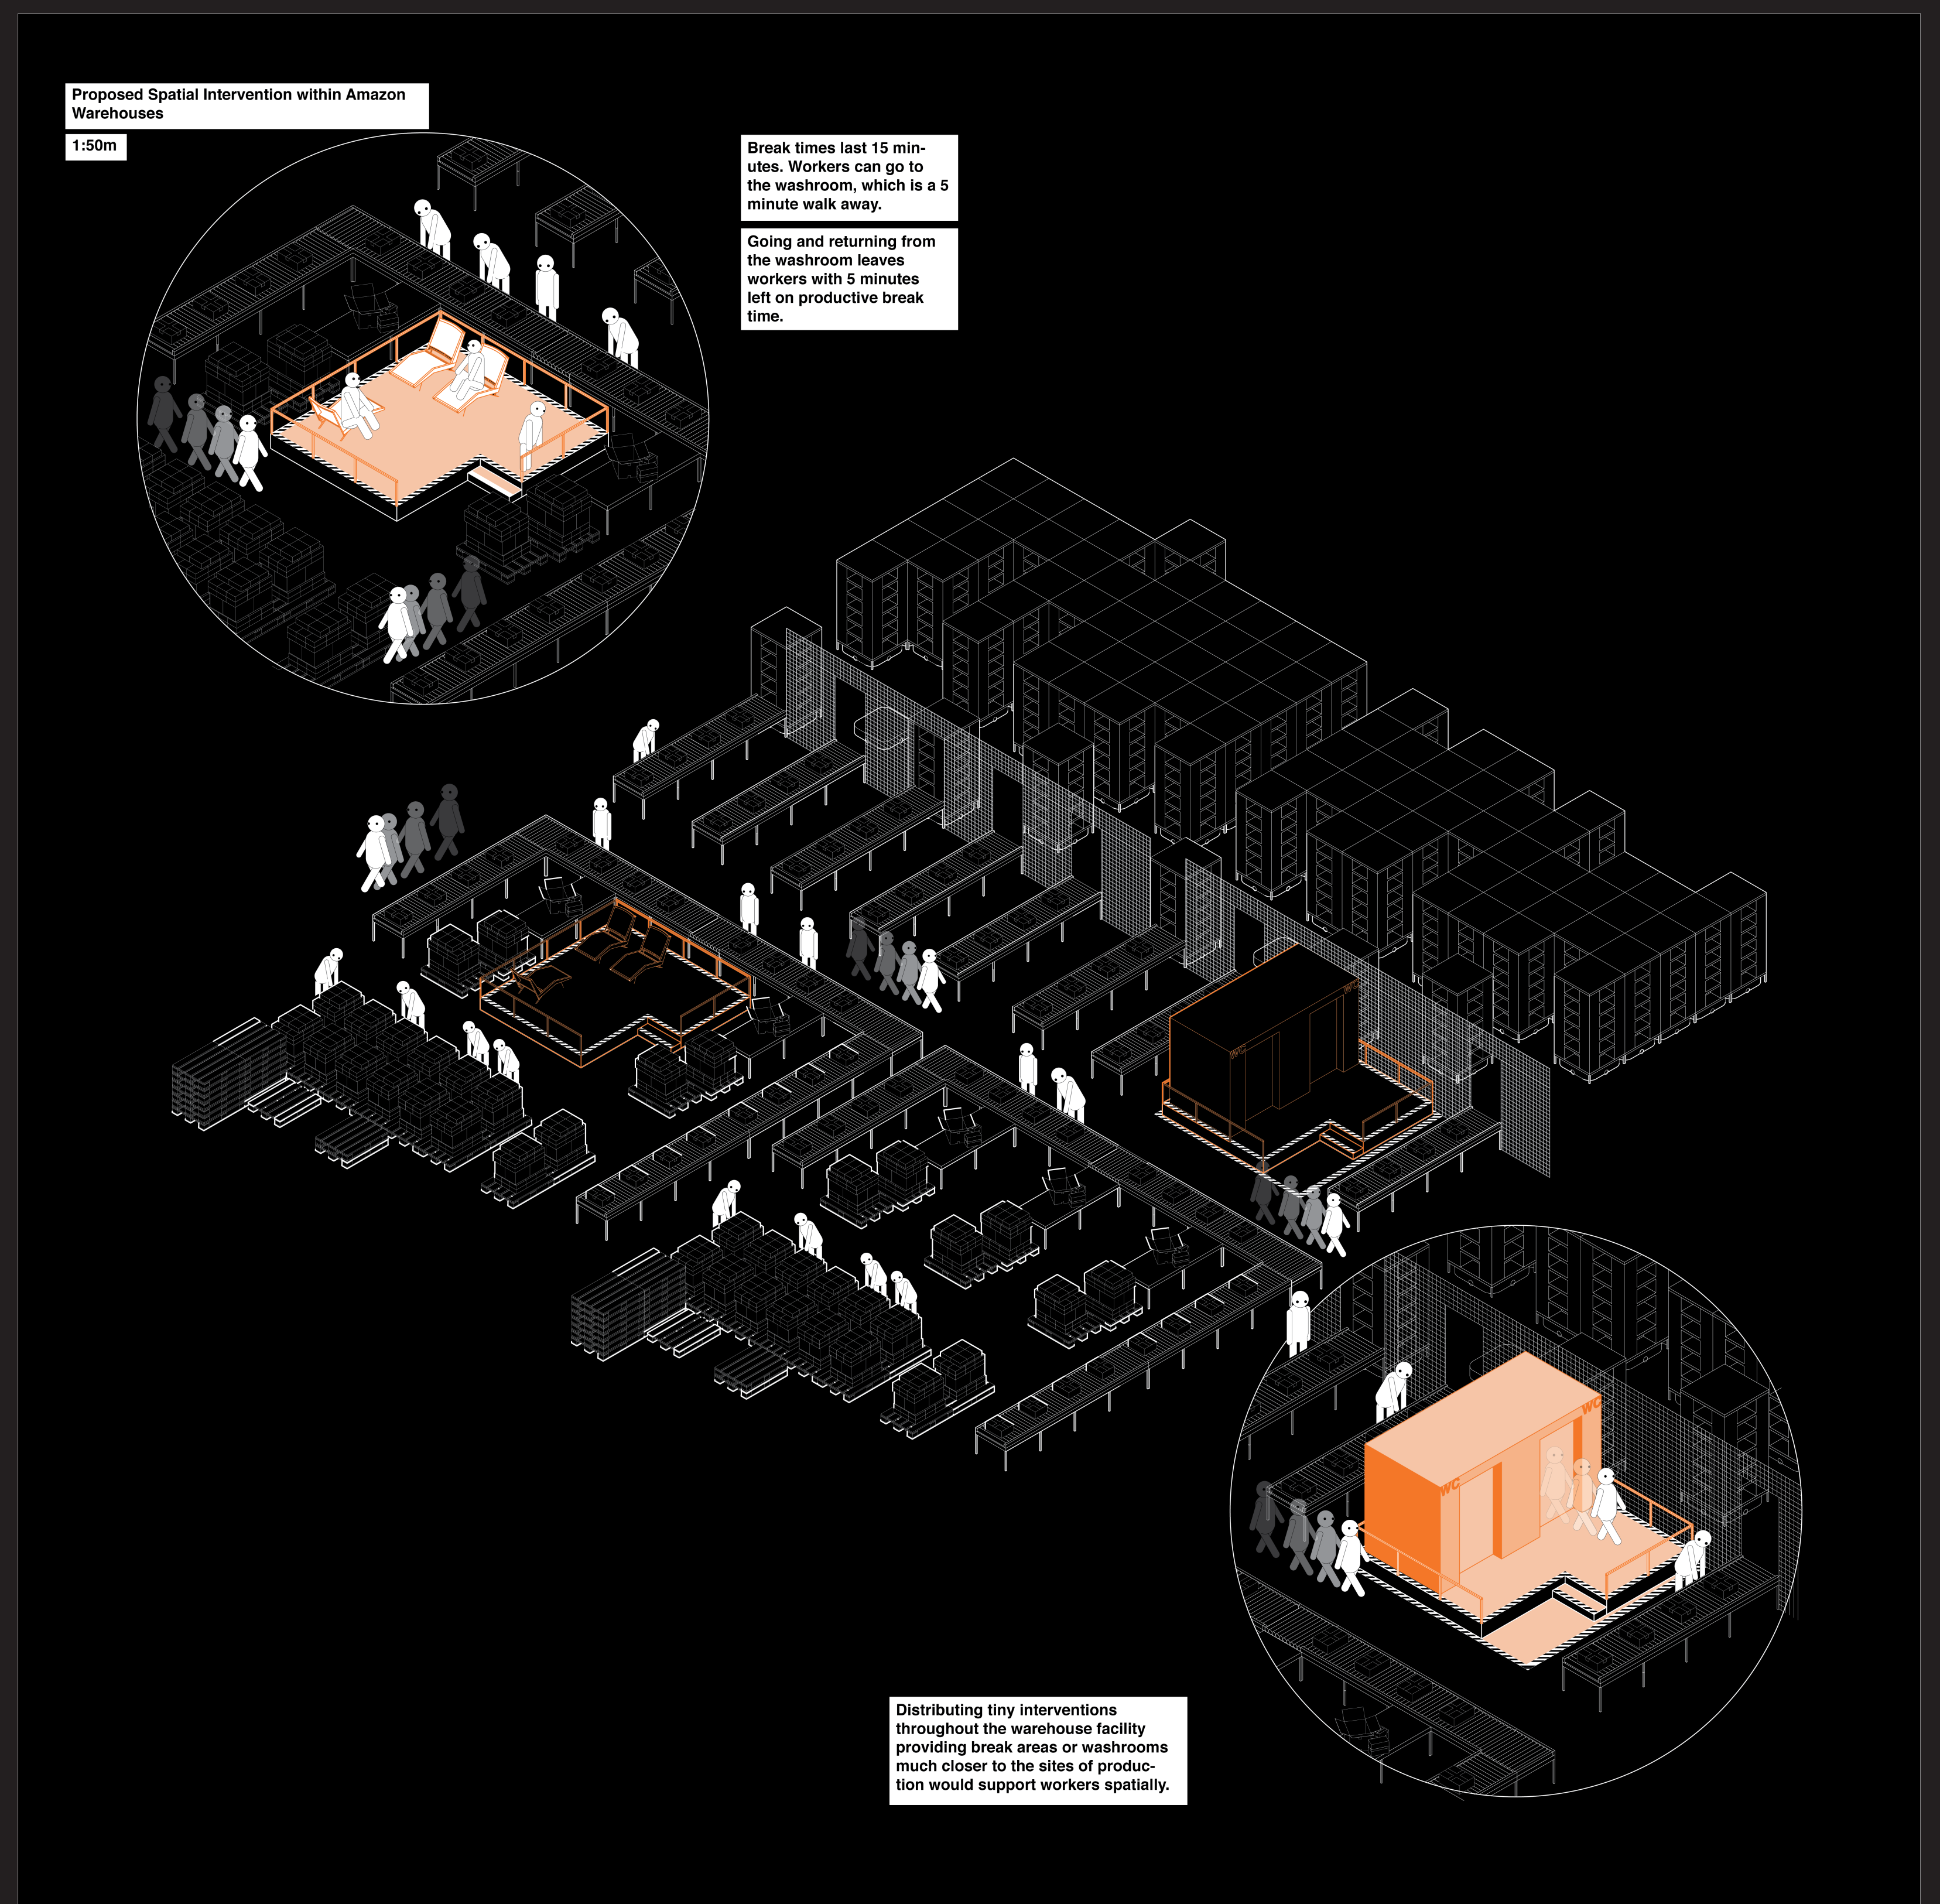 Proposed Spatial Intervention within Amazon
Warehouses
1:50m
Break times last 15 min-
utes. Workers can go to
the washroom, which is a 5
minute walk away.
Going and returning from
the washroom leaves
workers with 5 minutes
left on productive break
time.
WC
WC
WC
WC
Distributing tiny interventions
throughout the warehouse facility
providing break areas or washrooms
much closer to the sites of produc-
tion would support workers spatially.